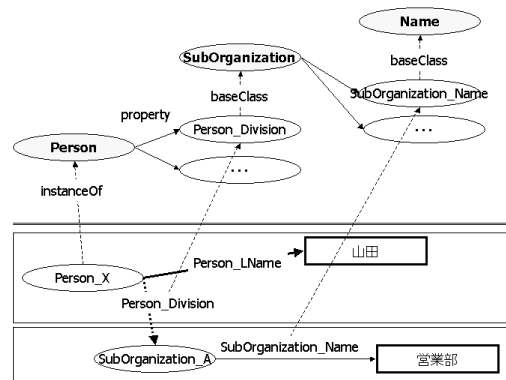 Name
SubOrganization
baseClass
baseClass
SubOrganization_Name
property
Person_Division
...
Person
...
instanceOf
山田
Person_LName
Person_X
Person_Division
SubOrganization_Name
SubOrganization_A
営業部